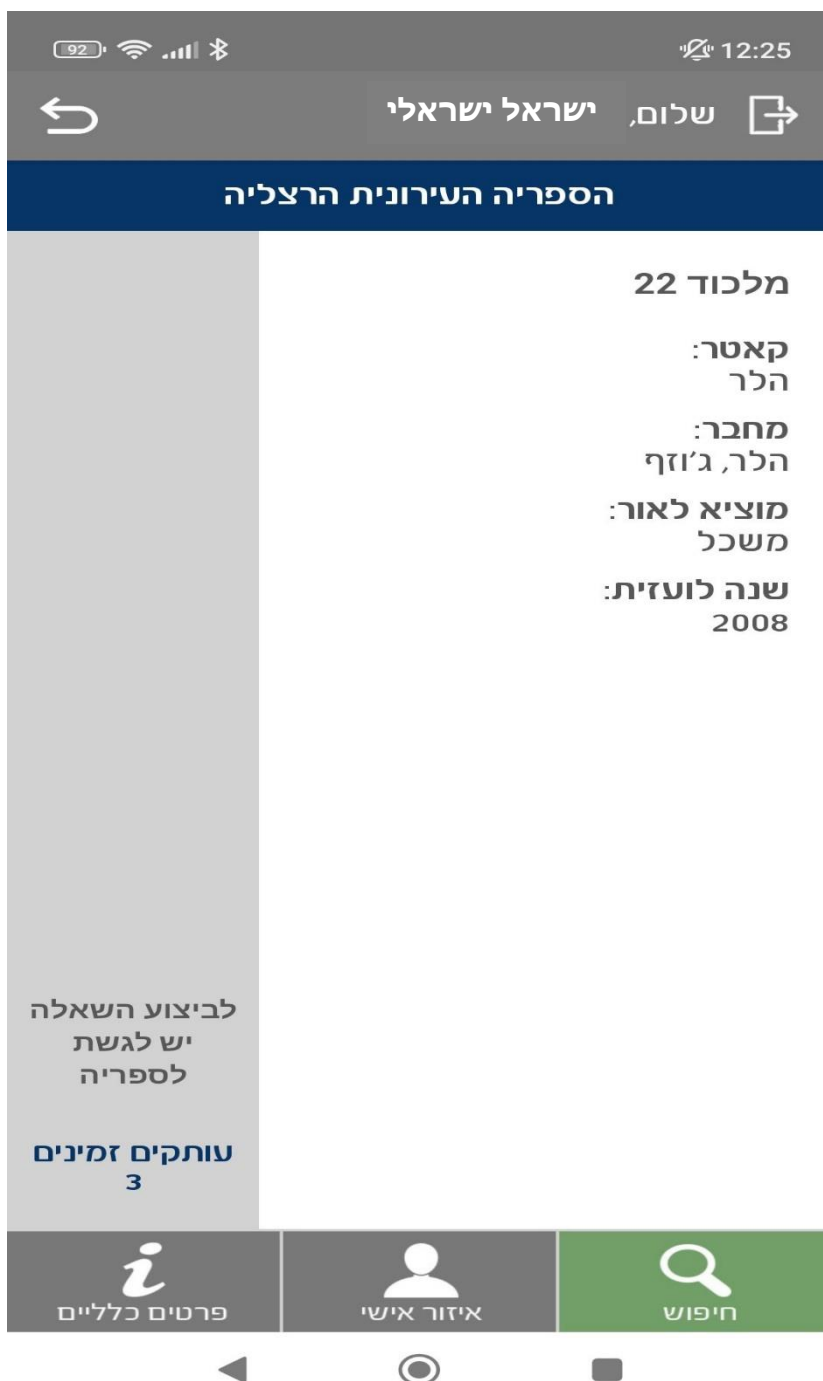 92 12:25
שלום, ישראל ישראלי
הספריה העירונית הרצליה
מלכוד 22
קאטר:
הלר
מחבר:
הלר, ג'וזף
מוציא לאור:
משכל
שנה לועזית:
2008
לביצוע השאלה
יש לגשת
לספריה
עותקים זמינים
3
חיפוש
איזור אישי
פרטים כלליים